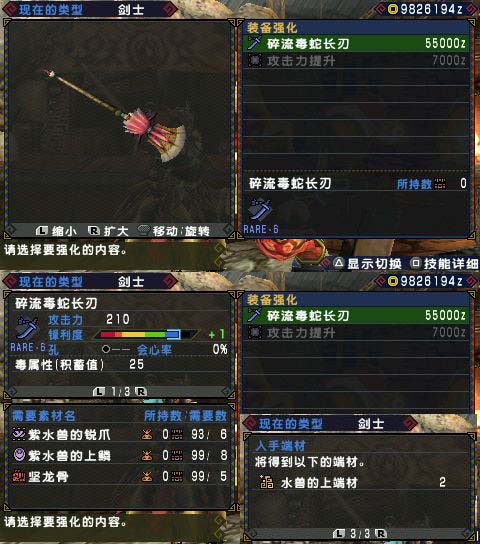 现在的类型 剑士
9826194z
装备强化
碎流毒蛇长刃 55000z
攻击力提升 7000z
碎流毒蛇长刃 所持数 0
RARE-6
L 缩小 R 扩大 移动/旋转
请选择要强化的内容。
△显示切换 □技能详细
现在的类型 剑士
9826194z
碎流毒蛇长刃
攻击力 210
锋利度 +1
RARE-6
孔 ○-- 会心率 0%
毒属性(积蓄值) 25
L 1/3 R
需要素材名 所持数/需要数
紫水兽的锐爪 0 93/ 6
紫水兽的上鳞 0 99/ 8
坚龙骨 0 99/ 5
请选择要强化的内容。
装备强化
碎流毒蛇长刃 55000z
攻击力提升 7000z
现在的类型 剑士
入手端材
将得到以下的端材。
水兽的上端材 2
L 3/3 R